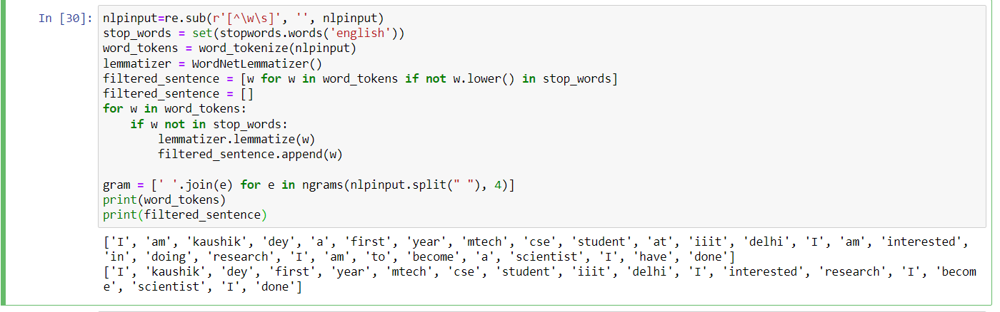 In [30]: nlpinput=re.sub(r'[^\w\s]', '', nlpinput)
stop_words = set(stopwords.words('english'))
word_tokens = word_tokenize(nlpinput)
lemmatizer = WordNetLemmatizer()
filtered_sentence = [w for w in word_tokens if not w.lower() in stop_words]
filtered_sentence = []
for w in word_tokens:
    if w not in stop_words:
        lemmatizer.lemmatize(w)
        filtered_sentence.append(w)

gram = [' '.join(e) for e in ngrams(nlpinput.split(" "), 4)]
print(word_tokens)
print(filtered_sentence)
['I', 'am', 'kaushik', 'dey', 'a', 'first', 'year', 'mtech', 'cse', 'student', 'at', 'iiit', 'delhi', 'I', 'am', 'interested',
'in', 'doing', 'research', 'I', 'am', 'to', 'become', 'a', 'scientist', 'I', 'have', 'done']
['I', 'kaushik', 'dey', 'first', 'year', 'mtech', 'cse', 'student', 'iiit', 'delhi', 'I', 'interested', 'research', 'I', 'becom
e', 'scientist', 'I', 'done']